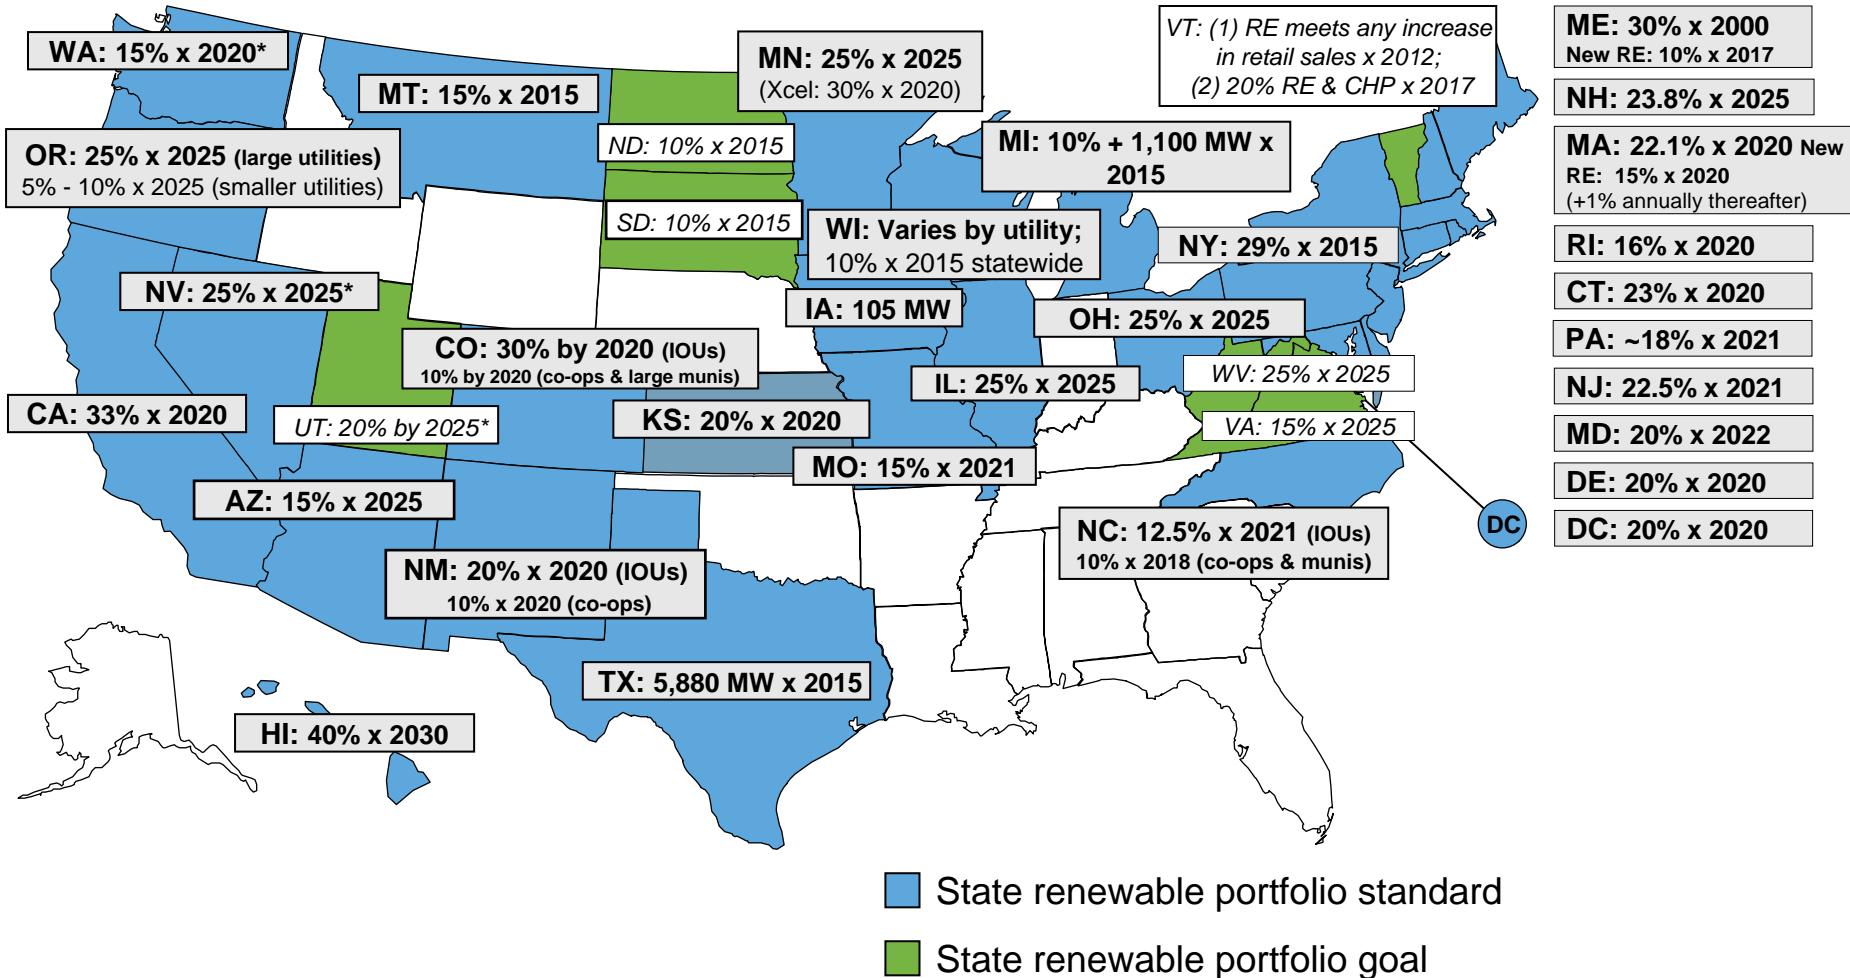 WA: 15% x 2020*
MT: 15% x 2015
MN: 25% x 2025
(Xcel: 30% x 2020)
VT: (1) RE meets any increase
in retail sales x 2012;
(2) 20% RE & CHP x 2017
ME: 30% x 2000
New RE: 10% x 2017
NH: 23.8% x 2025
OR: 25% x 2025 (large utilities)
5% - 10% x 2025 (smaller utilities)
ND: 10% x 2015
MI: 10% + 1,100 MW x
2015
MA: 22.1% x 2020 New
RE: 15% x 2020
(+1% annually thereafter)
SD: 10% x 2015
WI: Varies by utility;
10% x 2015 statewide
NY: 29% x 2015
RI: 16% x 2020
NV: 25% x 2025*
IA: 105 MW
OH: 25% x 2025
CT: 23% x 2020
CO: 30% by 2020 (IOUs)
10% by 2020 (co-ops & large munis)
PA: ~18% x 2021
IL: 25% x 2025
WV: 25% x 2025
NJ: 22.5% x 2021
CA: 33% x 2020
UT: 20% by 2025*
KS: 20% x 2020
VA: 15% x 2025
MD: 20% x 2022
MO: 15% x 2021
DE: 20% x 2020
AZ: 15% x 2025
NC: 12.5% x 2021 (IOUs)
10% x 2018 (co-ops & munis)
DC
DC: 20% x 2020
NM: 20% x 2020 (IOUs)
10% x 2020 (co-ops)
TX: 5,880 MW x 2015
HI: 40% x 2030
State renewable portfolio standard
State renewable portfolio goal